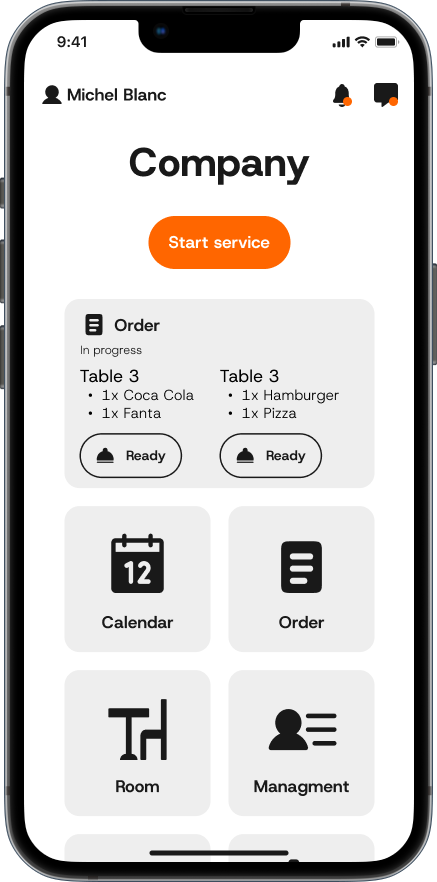 9:41
Michel Blanc
Company
Start service
Order
In progress
Table 3
• 1x Coca Cola
• 1x Fanta
Ready
Table 3
• 1x Hamburger
• 1x Pizza
Ready
12
Calendar
Order
Room
Managment